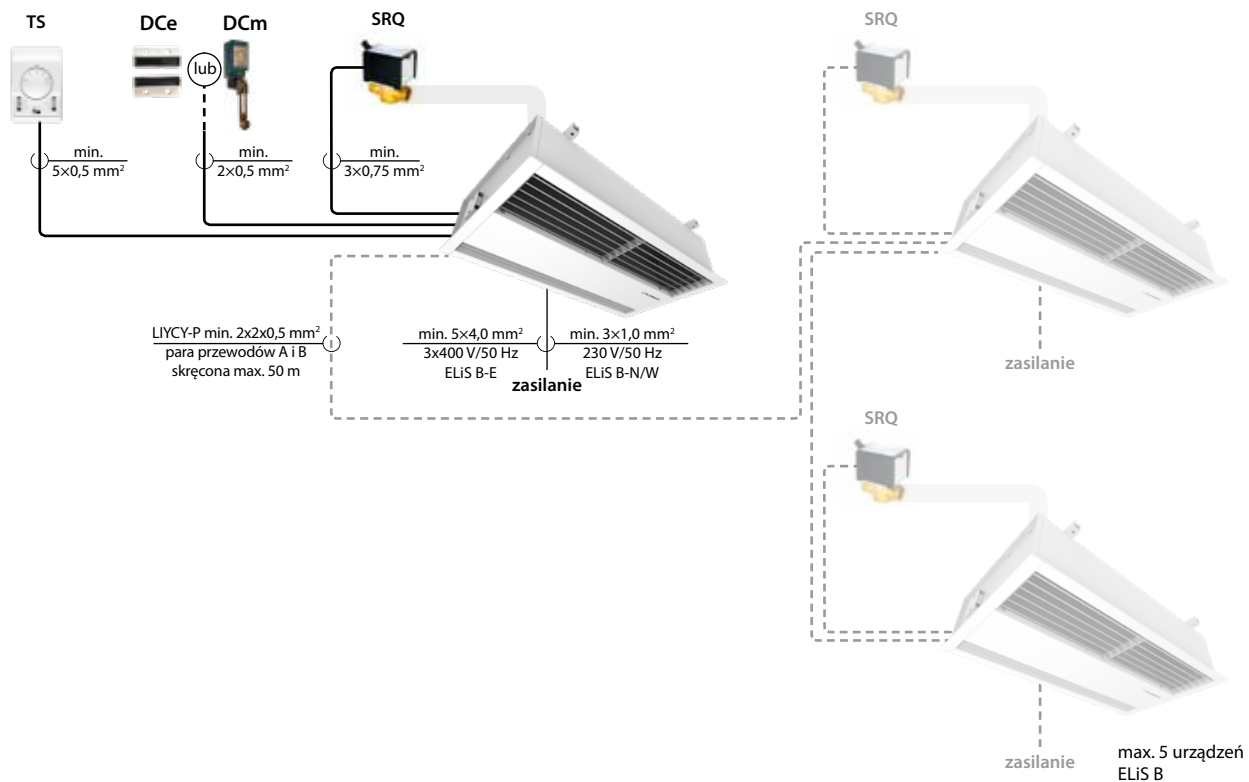 TS
DCe
DCm
SRQ
SRQ
lub
min.
5×0,5 mm²
min.
2×0,5 mm²
min.
3×0,75 mm²
LIYCY-P min. 2x2x0,5 mm²
para przewodów A i B
skręcona max. 50 m
min. 5×4,0 mm²
3x400 V/50 Hz
ELiS B-E
min. 3×1,0 mm²
230 V/50 Hz
ELiS B-N/W
zasilanie
zasilanie
SRQ
zasilanie
max. 5 urządzeń
ELiS B